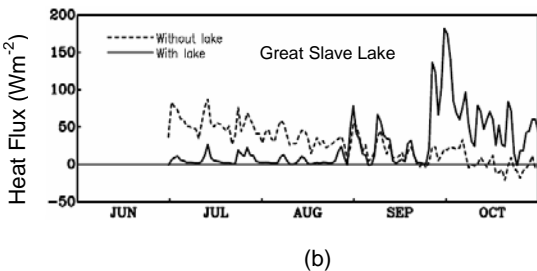 200
150
100
50
0
-50
Heat Flux (Wm-2)
Without lake
With lake
Great Slave Lake
JUN JUL AUG SEP OCT
(b)